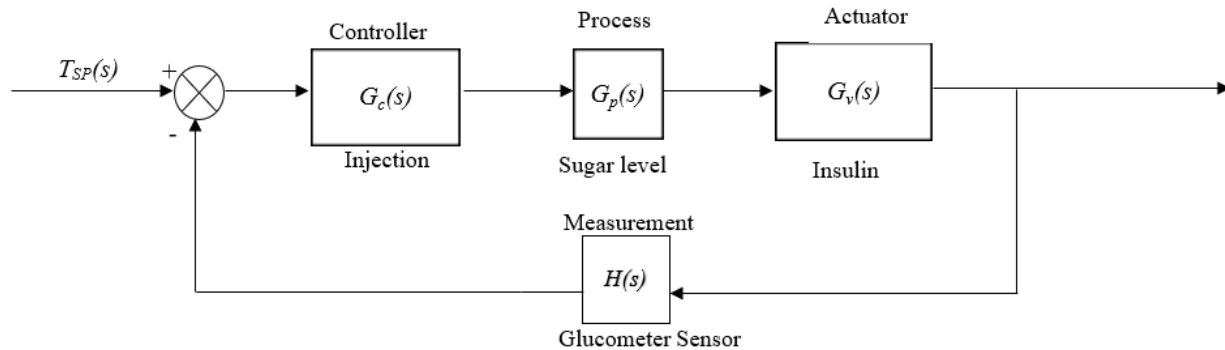 Controller
Process
Actuator
T_SP(s)
+
-
G_c(s)
G_p(s)
G_v(s)
Injection
Sugar level
Insulin
Measurement
H(s)
Glucometer Sensor